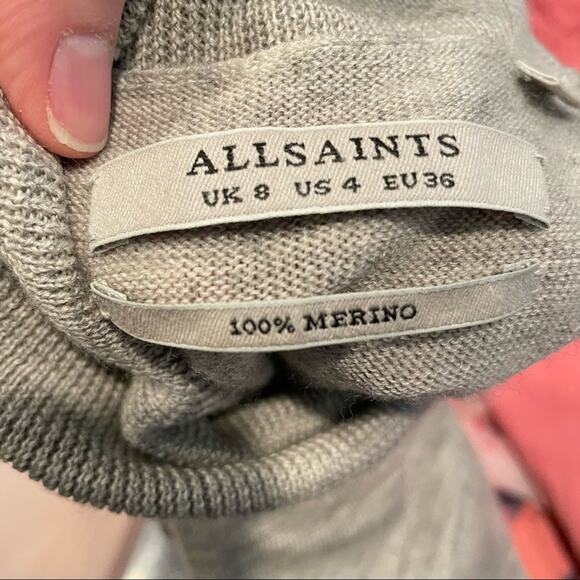 ALLSAINTS
UK 8 US 4 EU 36
100% MERINO